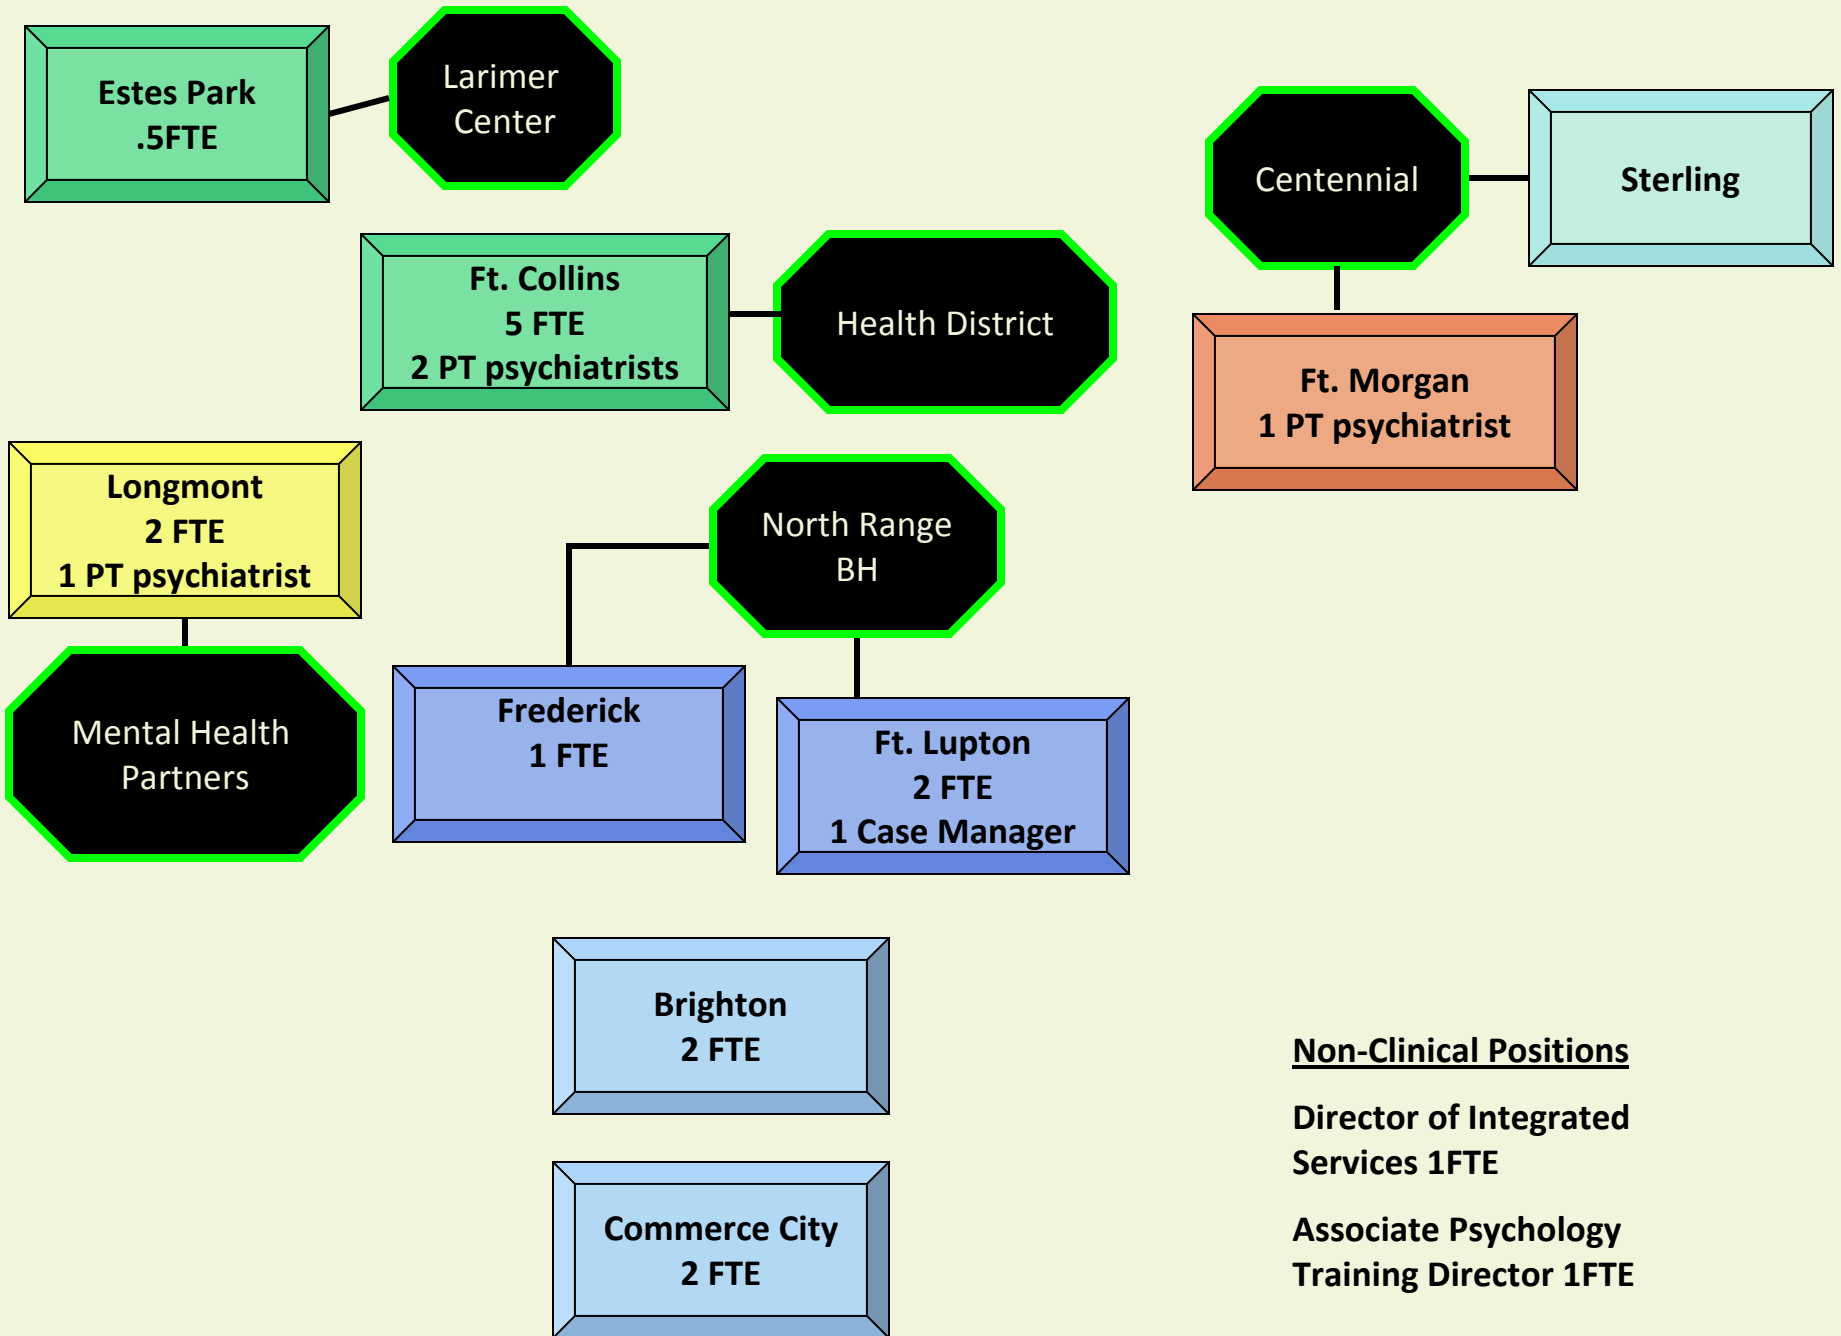 Estes Park
.5FTE
Larimer
Center
Centennial
Sterling
Ft. Collins
5 FTE
2 PT psychiatrists
Health District
Ft. Morgan
1 PT psychiatrist
Longmont
2 FTE
1 PT psychiatrist
North Range
BH
Mental Health
Partners
Frederick
1 FTE
Ft. Lupton
2 FTE
1 Case Manager
Brighton
2 FTE
Commerce City
2 FTE
Non-Clinical Positions
Director of Integrated
Services 1FTE
Associate Psychology
Training Director 1FTE